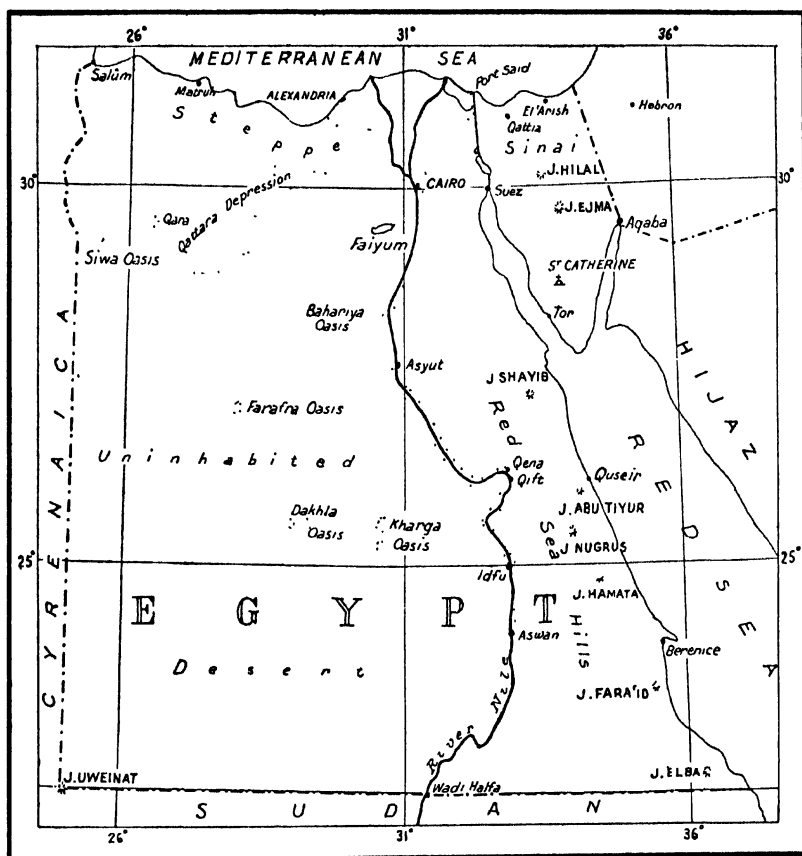 26° 31° 36°
MEDITERRANEAN SEA
Salûm
Matruh
ALEXANDRIA
Port Said
El'Arish
Qattia
Hebron
Steppe
Sinai
30° 30°
J.HILAL
CAIRO
Suez
J.EJMA
Aqaba
Qara
Qattara Depression
Faiyum
Siwa Oasis
Sᵗ CATHERINE
Bahariya
Oasis
Tor
Asyut
J SHAYIB
HIJAZ
Farafra Oasis
CYRENAICA
Uninhabited
Red Sea Hills
RED SEA
Qena
Qift
Quseir
Dakhla
Oasis
Kharga
Oasis
J. ABU TIYUR
J NUGRUS
25° 25°
Idfu
EGYPT
J. HAMATA
Aswan
Berenice
Desert
River Nile
J. FARA'ID
J. UWEINAT
J. ELBA
Wadi Halfa
SUDAN
26° 31° 36°